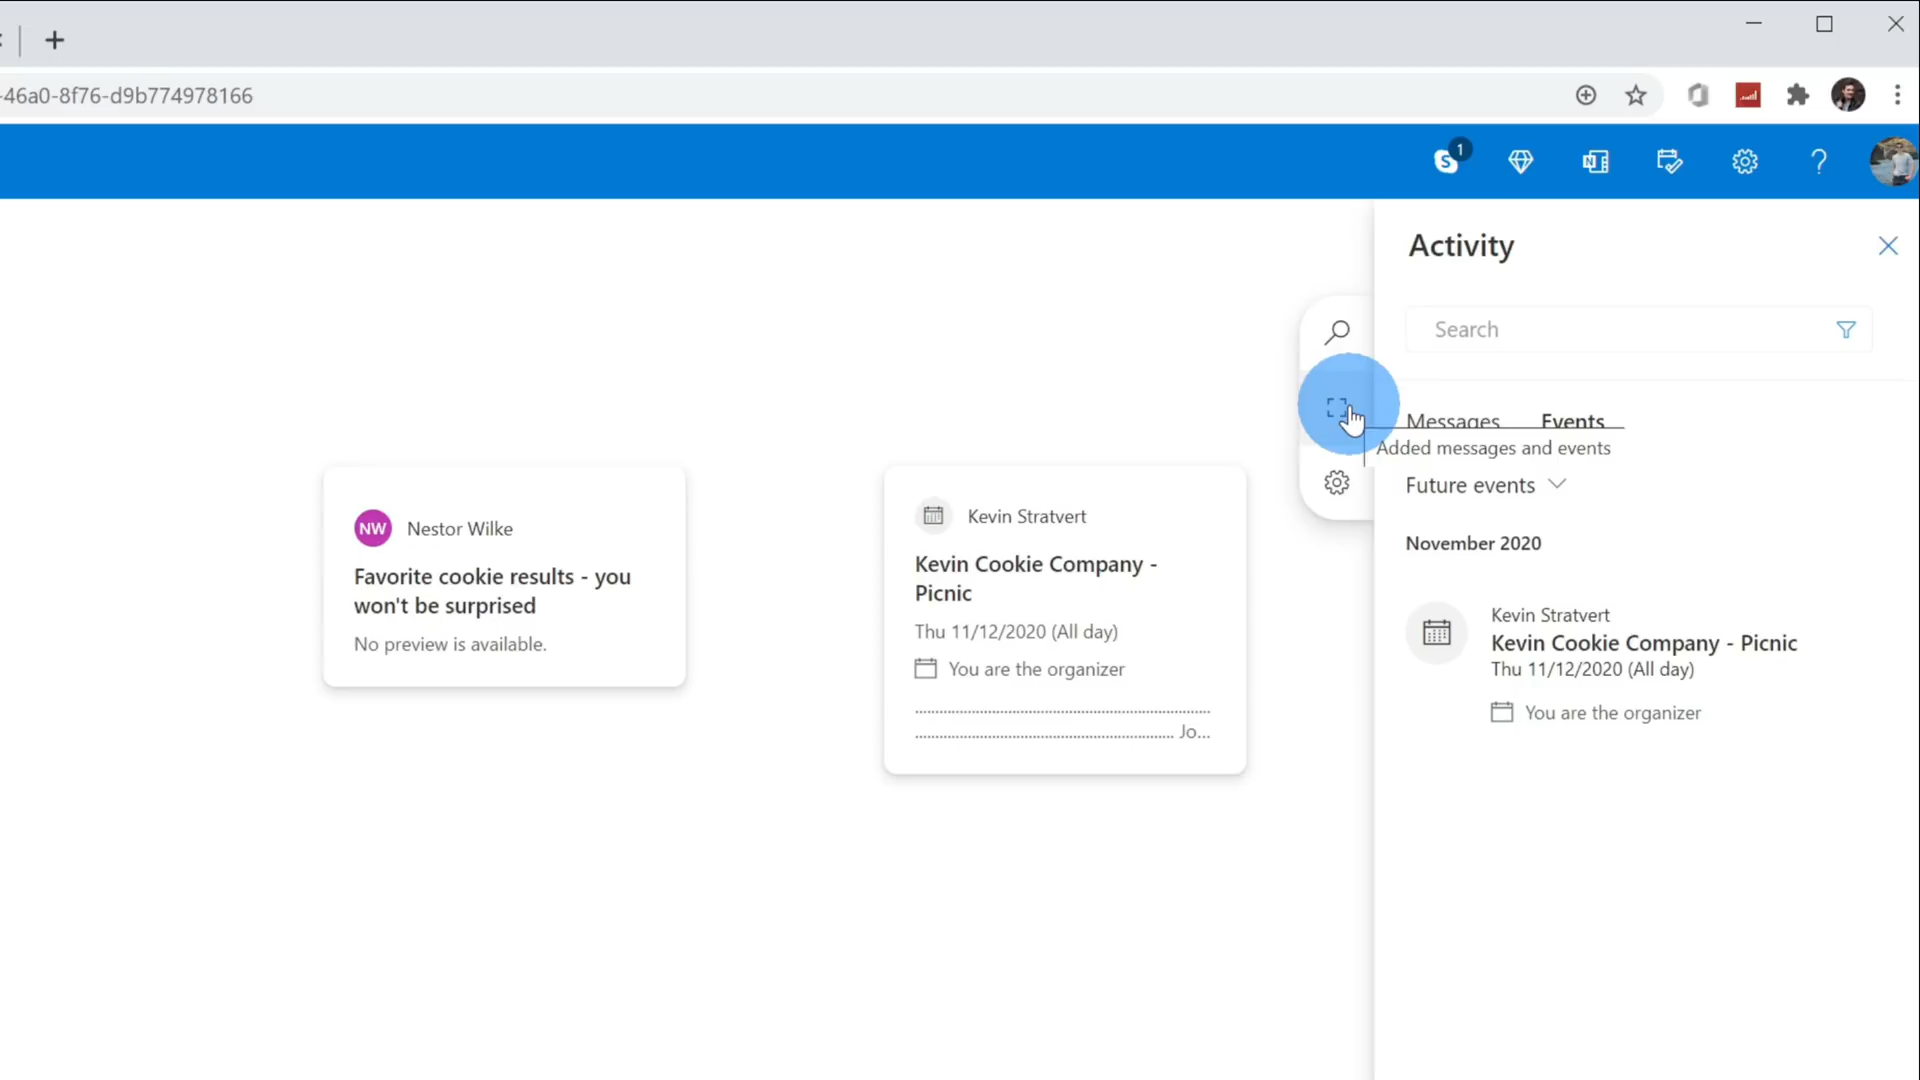 -46a0-8f76-d9b774978166
1
Activity
Search
Messages
Events
Added messages and events
Future events
November 2020
Kevin Stratvert
Kevin Cookie Company - Picnic
Thu 11/12/2020 (All day)
You are the organizer
NW
Nestor Wilke
Favorite cookie results - you
won't be surprised
No preview is available.
Kevin Stratvert
Kevin Cookie Company -
Picnic
Thu 11/12/2020 (All day)
You are the organizer
Jo...